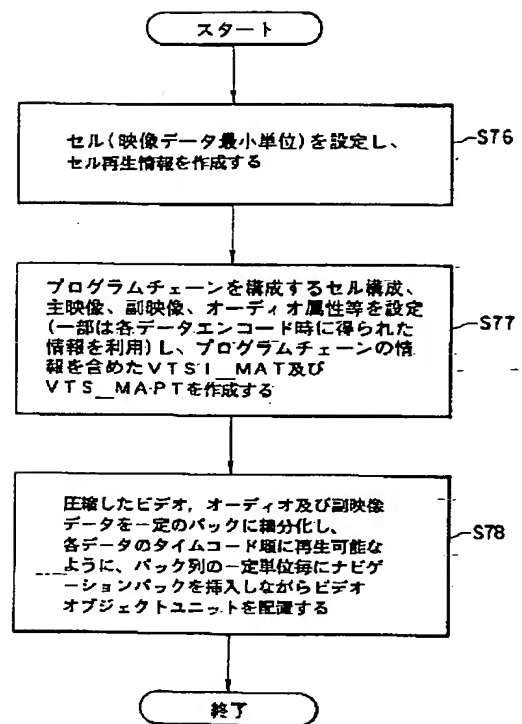 スタート
セル(映像データ最小単位)を設定し、
セル再生情報を作成する
S76
プログラムチェーンを構成するセル構成、
主映像、副映像、オーディオ属性等を設定
(一部は各データエンコード時に得られた
情報を利用)し、プログラムチェーンの情
報を含めたVTSI__MAT及び
VTS__MAPTを作成する
S77
圧縮したビデオ,オーディオ及び副映像
データを一定のパックに細分化し、
各データのタイムコード順に再生可能な
ように、パック列の一定単位毎にナビゲ
ーションパックを挿入しながらビデオ
オブジェクトユニットを配置する
S78
終了